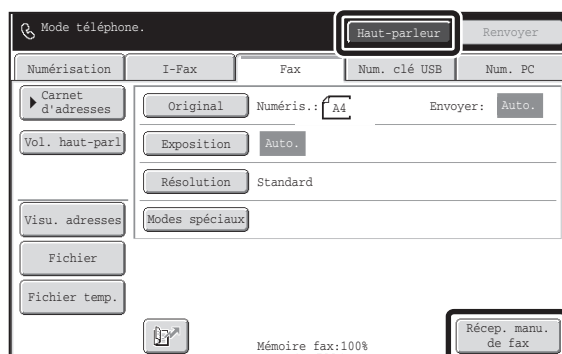 Mode téléphone.
Haut-parleur
Renvoyer
Numérisation
I-Fax
Fax
Num. clé USB
Num. PC
Carnet
d'adresses
Original
Numéris.:
A4
Envoyer:
Auto.
Vol. haut-parl
Exposition
Auto.
Résolution
Standard
Visu. adresses
Modes spéciaux
Fichier
Fichier temp.
Mémoire fax:100%
Récep. manu.
de fax